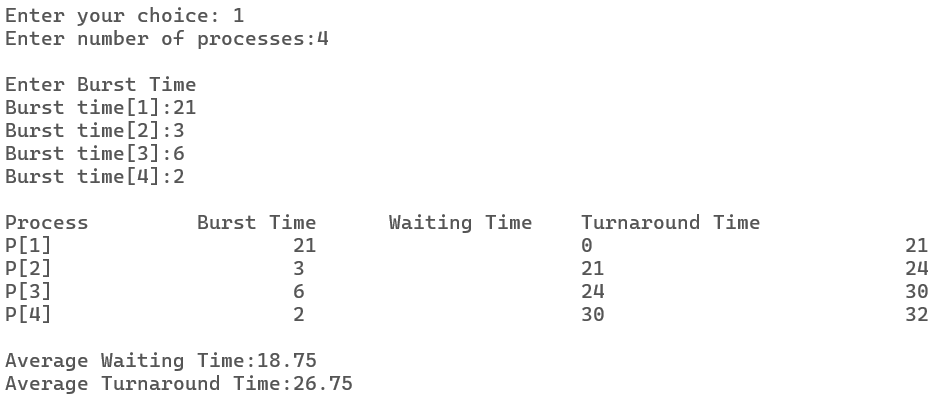 Enter your choice: 1
Enter number of processes:4
Enter Burst Time
Burst time[1]:21
Burst time[2]:3
Burst time[3]:6
Burst time[4]:2
Process Burst Time Waiting Time Turnaround Time
P[1] 21 0 21
P[2] 3 21 24
P[3] 6 24 30
P[4] 2 30 32
Average Waiting Time:18.75
Average Turnaround Time:26.75